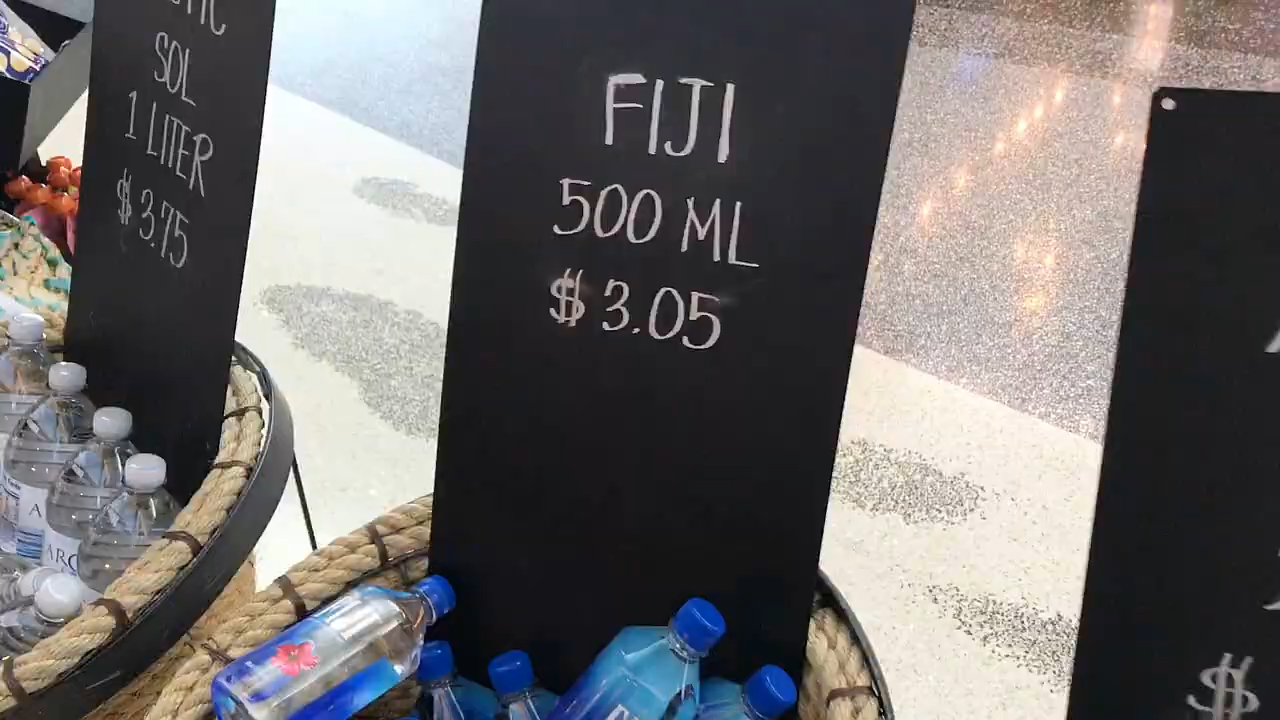 SOL
1 LITER
$ 3.75
FIJI
500 ML
$ 3.05
$